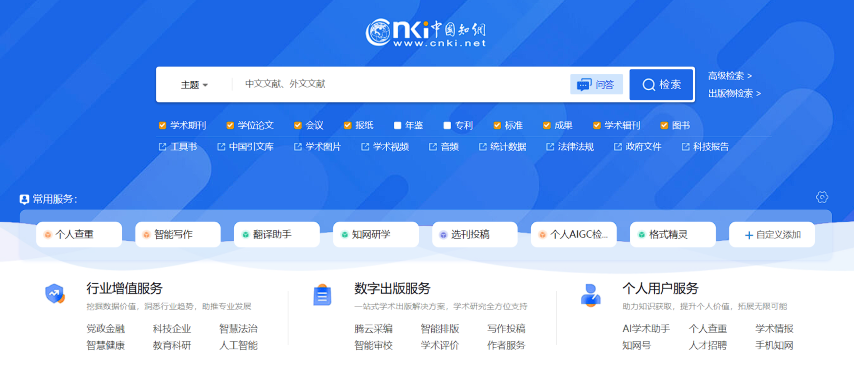 cnki 中国知网
www.cnki.net
主题 中文文献、外文文献 问答 检索
高级检索 >
出版物检索 >
学术期刊 学位论文 会议 报纸 年鉴 专利 标准 成果 学术辑刊 图书
工具书 中国引文库 学术图片 学术视频 音频 统计数据 法律法规 政府文件 科技报告
常用服务：
个人查重 智能写作 翻译助手 知网研学 选刊投稿 个人AIGC检... 格式精灵 + 自定义添加
行业增值服务
挖掘数据价值，洞悉行业趋势，助推专业发展
党政金融 科技企业 智慧法治
智慧健康 教育科研 人工智能
数字出版服务
一站式学术出版解决方案，学术研究全方位支持
腾云采编 智能排版 写作投稿
智能审校 学术评价 作者服务
个人用户服务
助力知识获取，提升个人价值，拓展无限可能
AI学术助手 个人查重 学术情报
知网号 人才招聘 手机知网